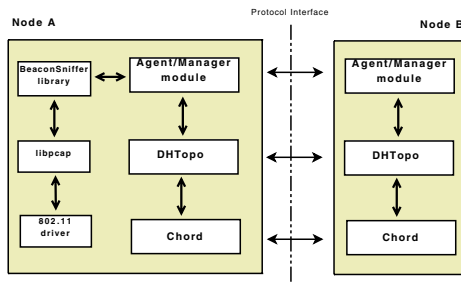 Protocol Interface
Node A
Node B
BeaconSniffer
library
Agent/Manager
module
Agent/Manager
module
libpcap
DHTopo
DHTopo
802.11
driver
Chord
Chord